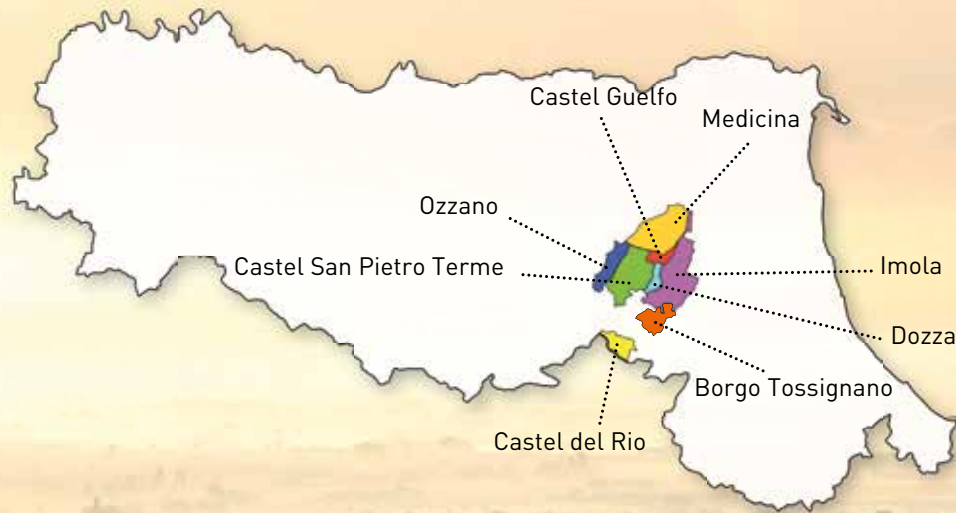 Castel Guelfo
Medicina
Ozzano
Castel San Pietro Terme
Imola
Dozza
Borgo Tossignano
Castel del Rio